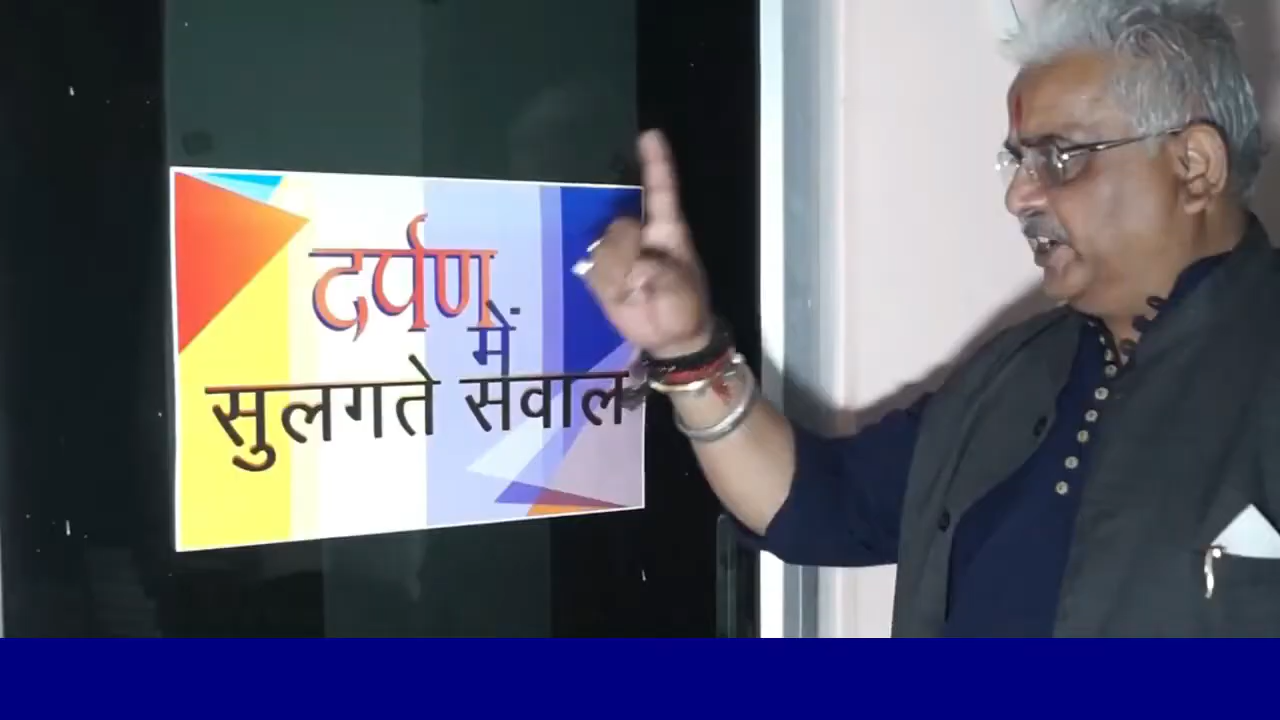 दर्पण
में
सुलगते सवाल